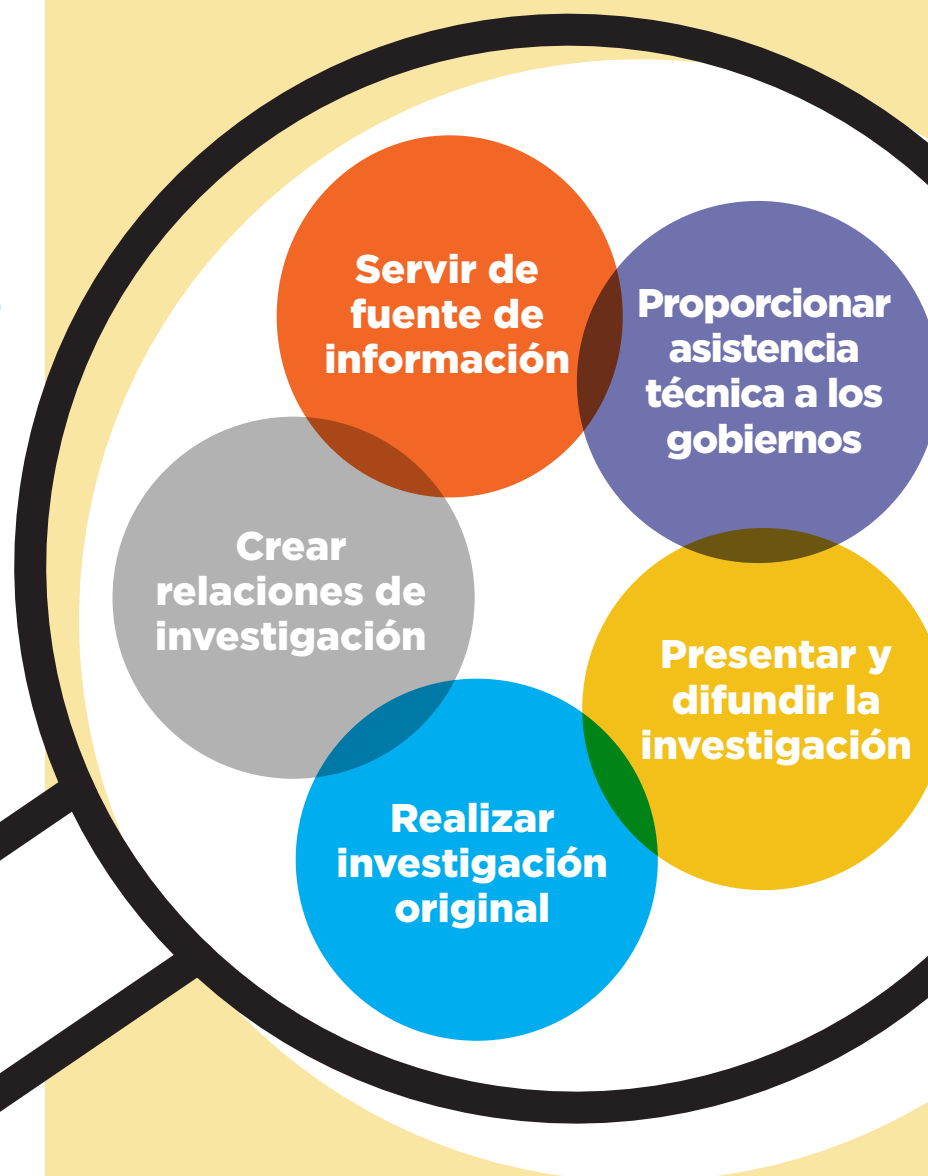 Servir de
fuente de
información
Proporcionar
asistencia
técnica a los
gobiernos
Crear
relaciones de
investigación
Presentar y
difundir la
investigación
Realizar
investigación
original